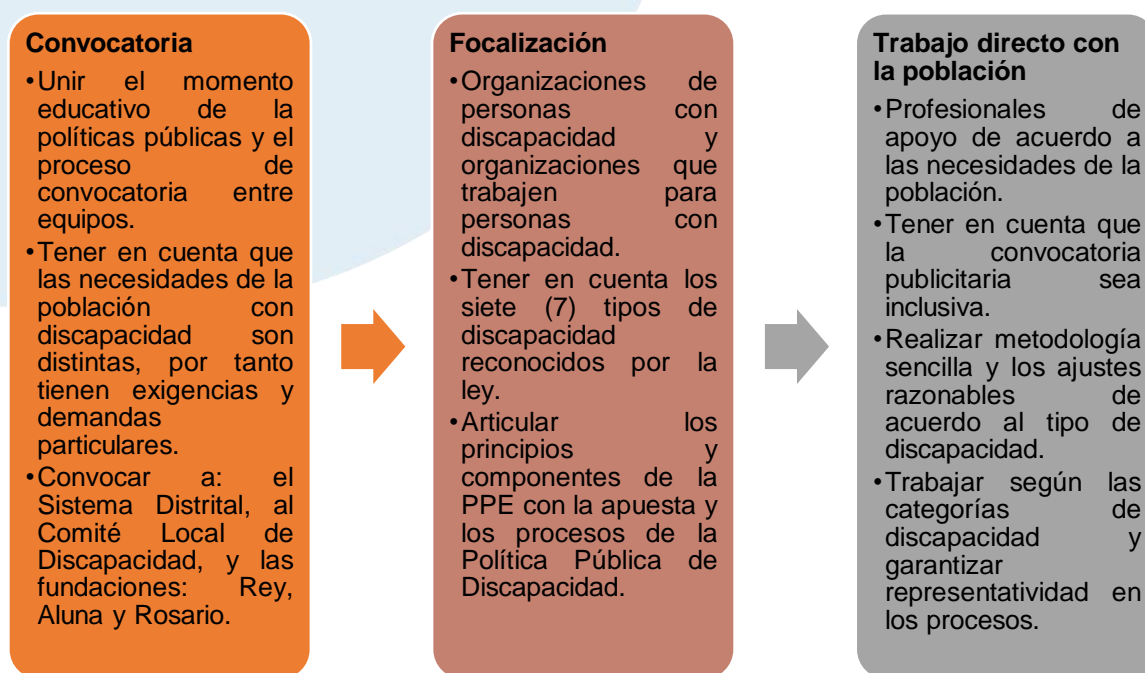 Convocatoria
•Unir el momento
educativo de la
políticas públicas y el
proceso de
convocatoria entre
equipos.
•Tener en cuenta que
las necesidades de la
población con
discapacidad son
distintas, por tanto
tienen exigencias y
demandas
particulares.
•Convocar a: el
Sistema Distrital, al
Comité Local de
Discapacidad, y las
fundaciones: Rey,
Aluna y Rosario.
Focalización
•Organizaciones de
personas con
discapacidad y
organizaciones que
trabajen para
personas con
discapacidad.
•Tener en cuenta los
siete (7) tipos de
discapacidad
reconocidos por la
ley.
•Articular los
principios y
componentes de la
PPE con la apuesta y
los procesos de la
Política Pública de
Discapacidad.
Trabajo directo con
la población
•Profesionales de
apoyo de acuerdo a
las necesidades de la
población.
•Tener en cuenta que
la convocatoria
publicitaria sea
inclusiva.
•Realizar metodología
sencilla y los ajustes
razonables de
acuerdo al tipo de
discapacidad.
•Trabajar según las
categorías de
discapacidad y
garantizar
representatividad en
los procesos.